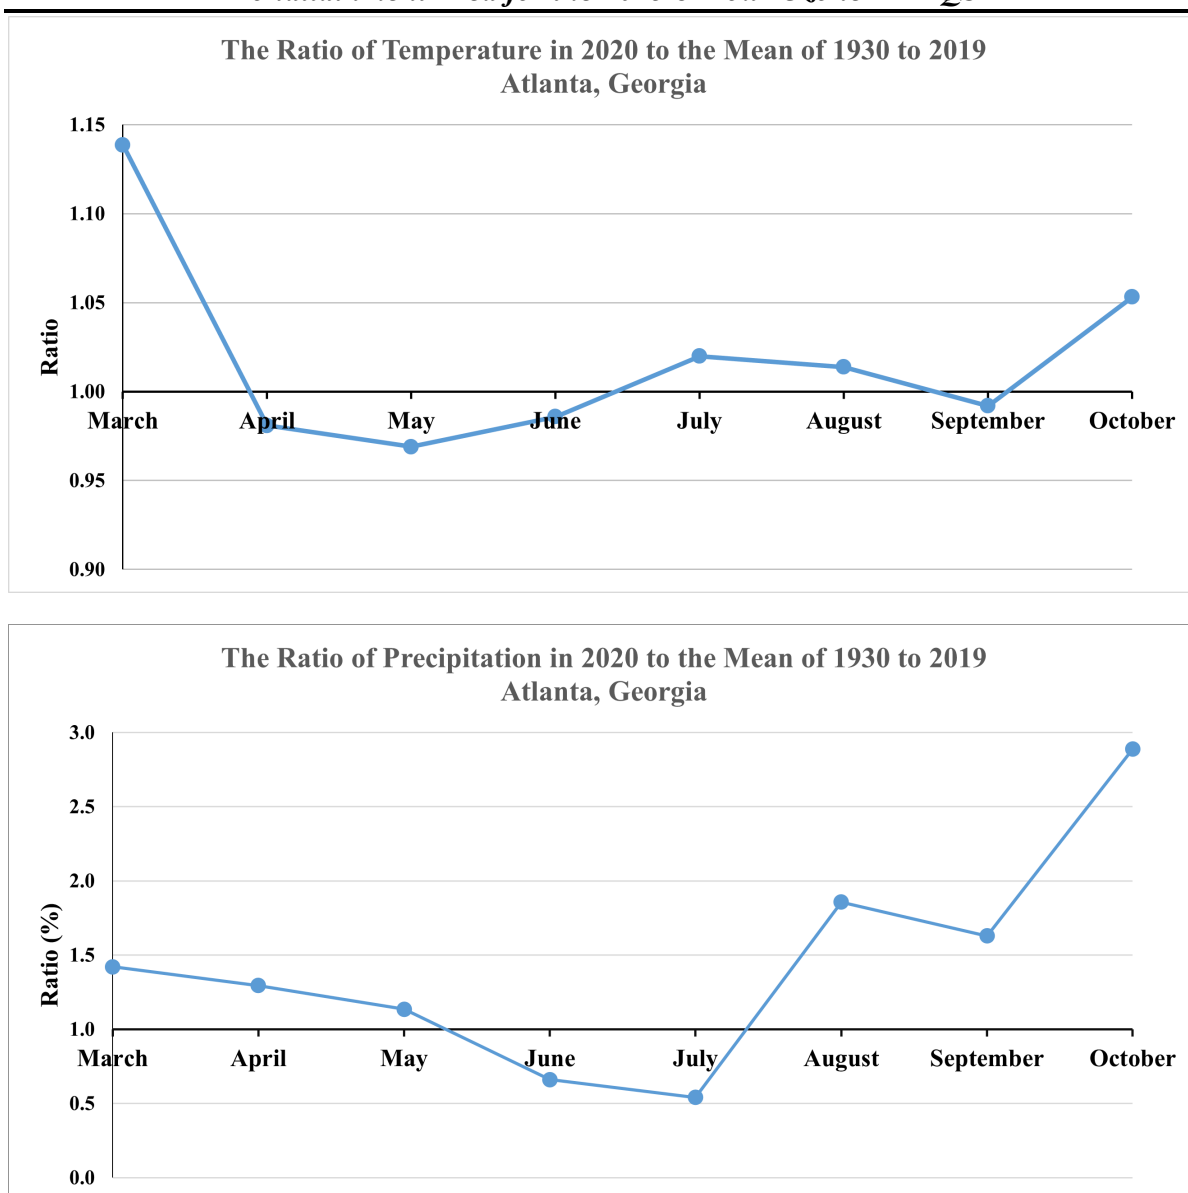 The Ratio of Temperature in 2020 to the Mean of 1930 to 2019
Atlanta, Georgia
1.15
1.10
1.05
Ratio
1.00
March April May June July August September October
0.95
0.90
The Ratio of Precipitation in 2020 to the Mean of 1930 to 2019
Atlanta, Georgia
3.0
2.5
2.0
Ratio (%)
1.5
1.0
March April May June July August September October
0.5
0.0